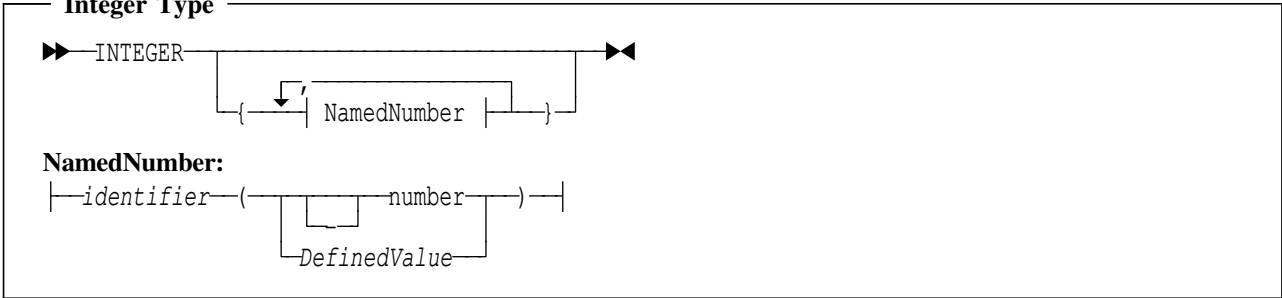 Integer Type
INTEGER
,
{ NamedNumber }
NamedNumber:
identifier ( number )
-
DefinedValue